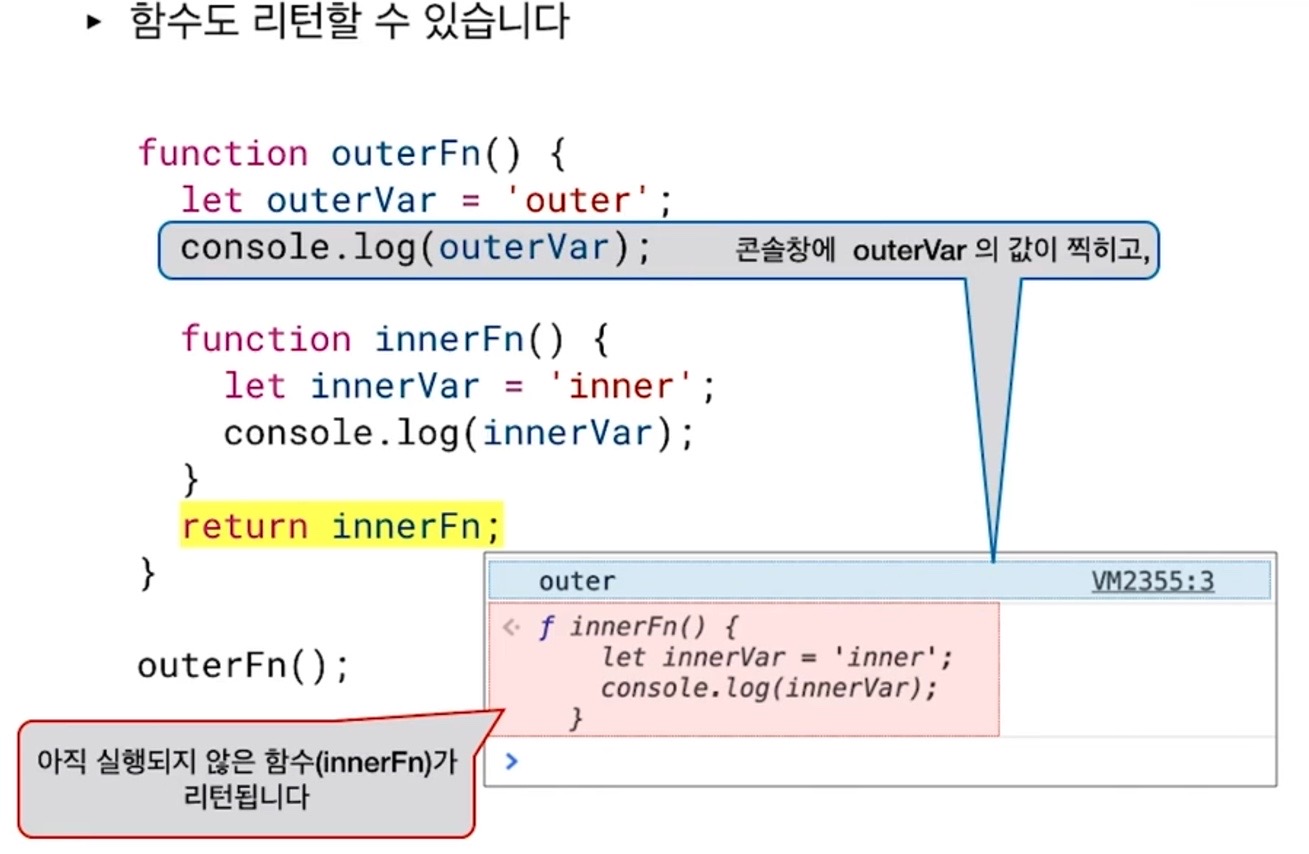 ▸ 함수도 리턴할 수 있습니다
function outerFn() {
let outerVar = 'outer';
console.log(outerVar); 콘솔창에 outerVar 의 값이 찍히고,
function innerFn() {
let innerVar = 'inner';
console.log(innerVar);
}
return innerFn;
}
outerFn();
outer VM2355:3
<· ƒ innerFn() {
let innerVar = 'inner';
console.log(innerVar);
}
>
아직 실행되지 않은 함수(innerFn)가
리턴됩니다